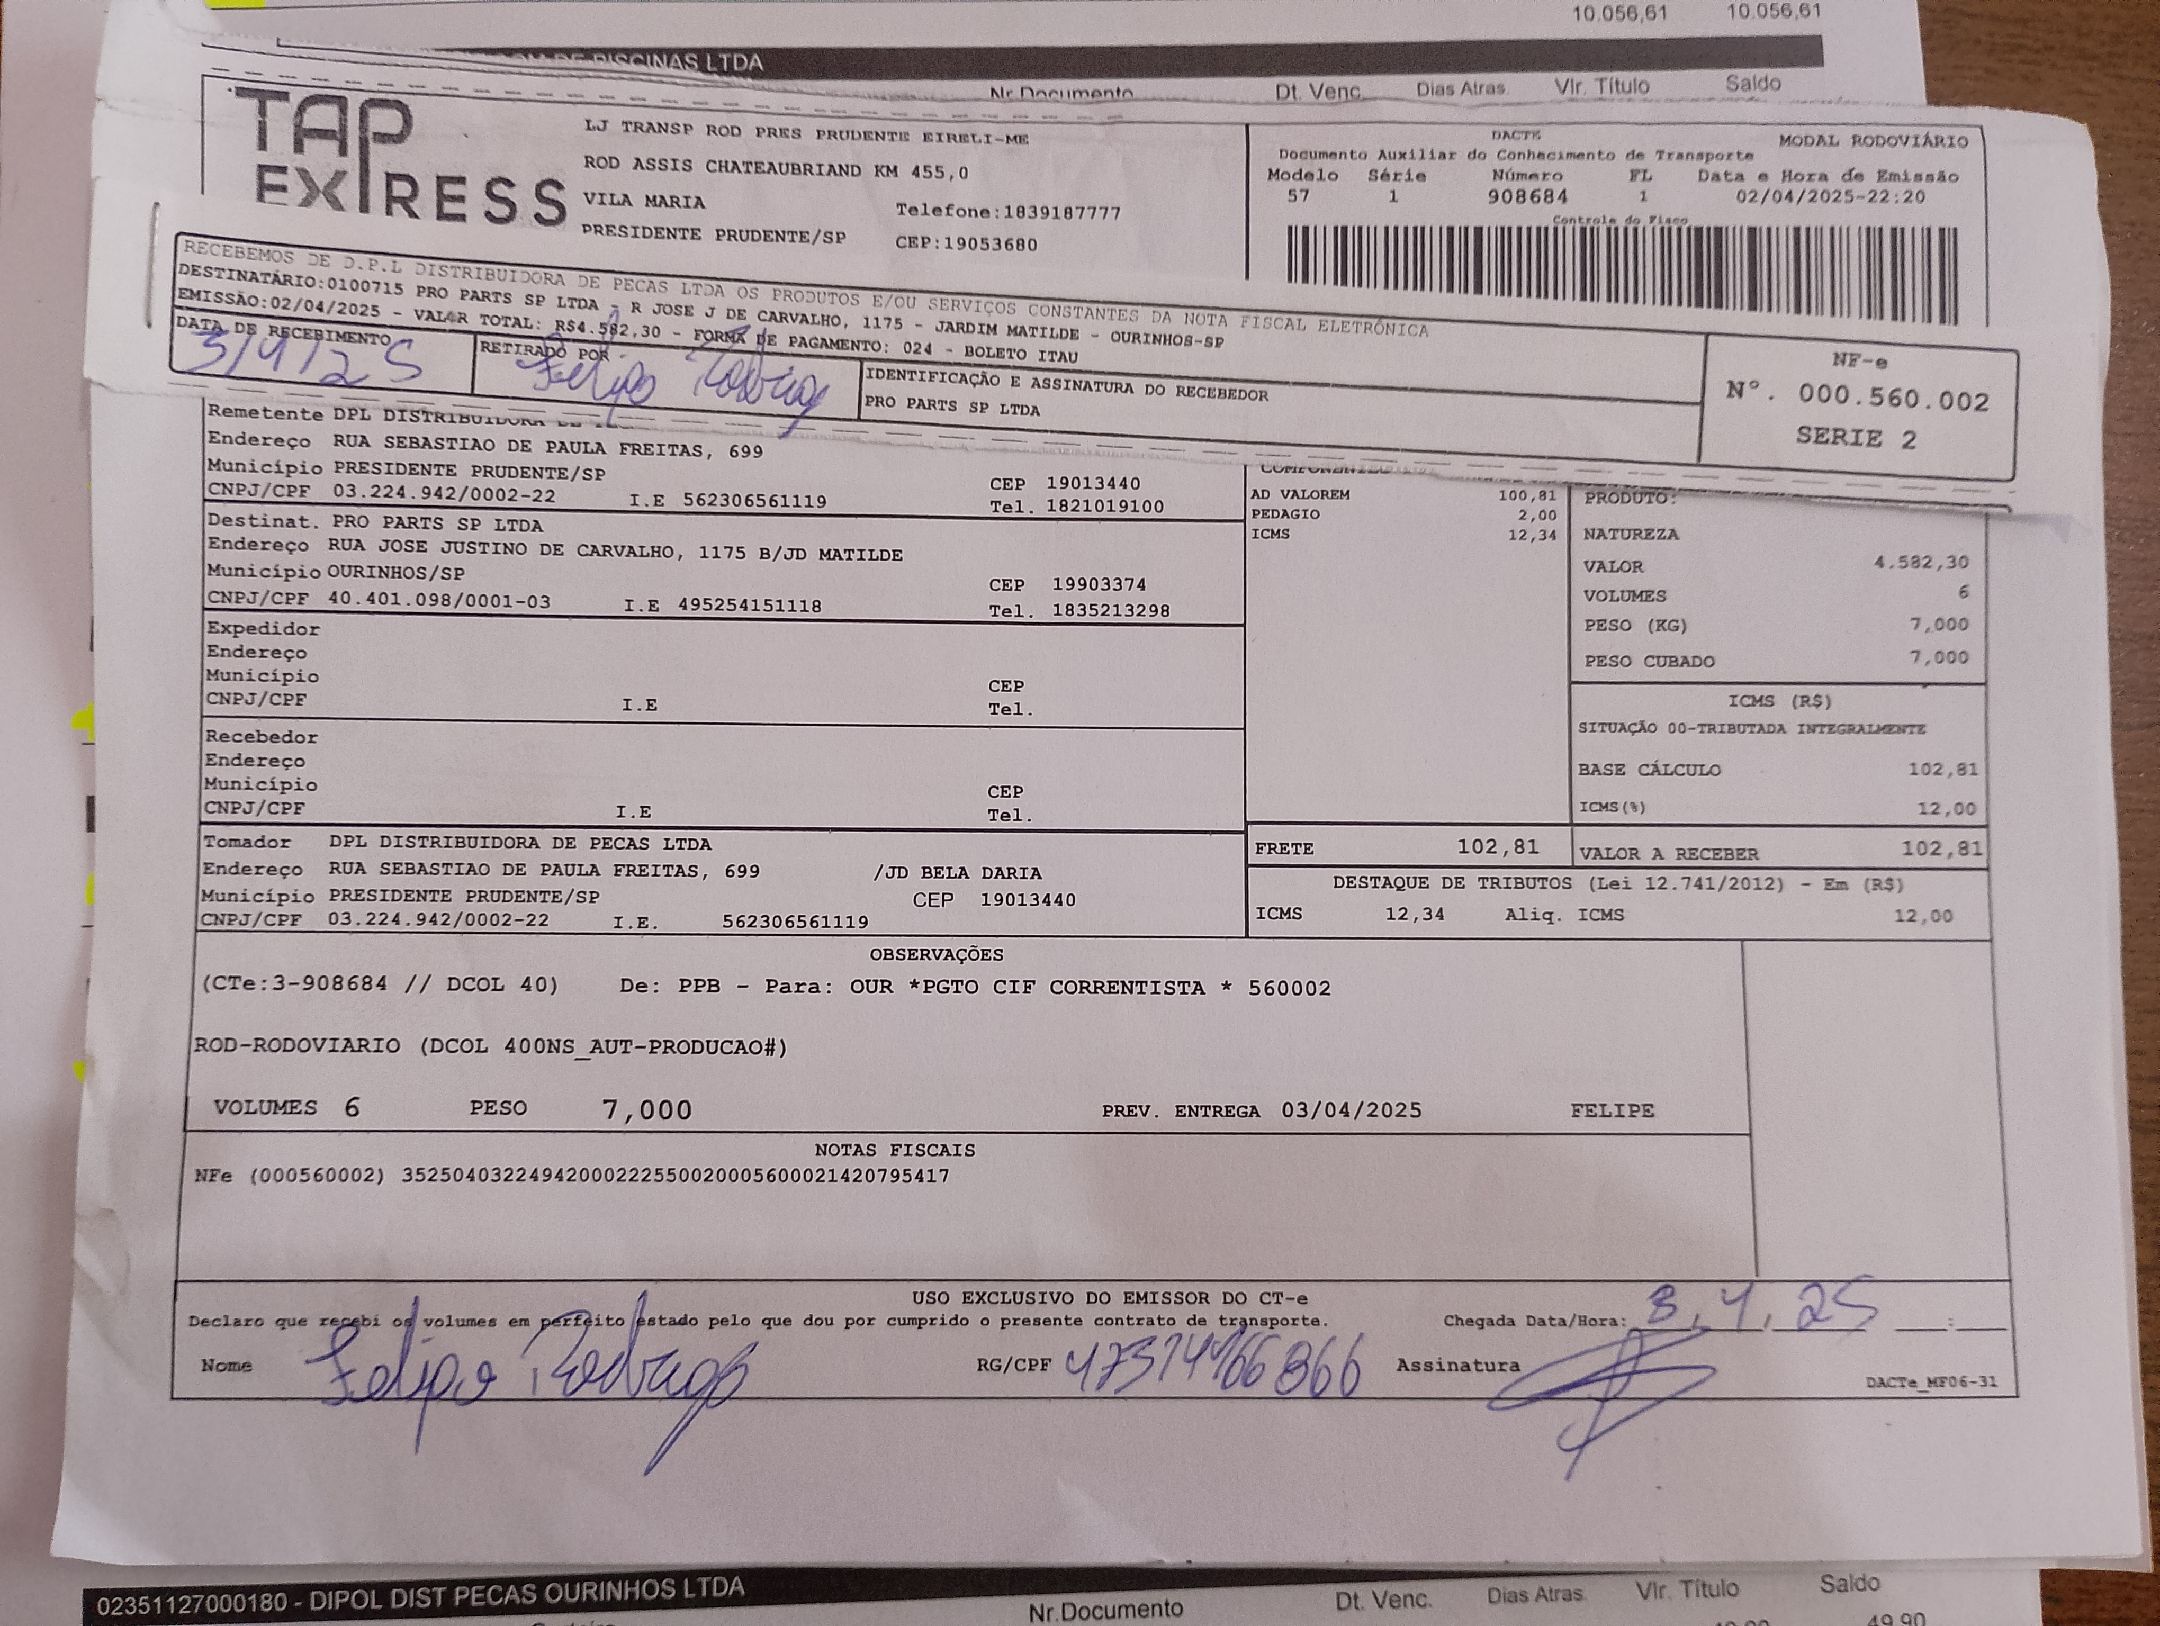 10.056,61 10.056,61
DE PISCINAS LTDA
Nr.Documento Dt. Venc. Dias Atras. Vlr. Título Saldo
TAP EXPRESS
LJ TRANSP ROD PRES PRUDENTE EIRELI-ME
ROD ASSIS CHATEAUBRIAND KM 455,0
VILA MARIA Telefone:1839187777
PRESIDENTE PRUDENTE/SP CEP:19053680
DACTE MODAL RODOVIÁRIO
Documento Auxiliar do Conhecimento de Transporte
Modelo Série Número FL Data e Hora de Emissão
57 1 908684 1 02/04/2025-22:20
Controle do Fisco
RECEBEMOS DE D.P.L DISTRIBUIDORA DE PECAS LTDA OS PRODUTOS E/OU SERVIÇOS CONSTANTES DA NOTA FISCAL ELETRÔNICA
DESTINATÁRIO:0100715 PRO PARTS SP LTDA - R JOSE J DE CARVALHO, 1175 - JARDIM MATILDE - OURINHOS-SP
EMISSÃO:02/04/2025 - VALOR TOTAL: R$4.582,30 - FORMA DE PAGAMENTO: 024 - BOLETO ITAU
DATA DE RECEBIMENTO 3/4/25
RETIRADO POR Felipe Rodrigo
IDENTIFICAÇÃO E ASSINATURA DO RECEBEDOR
PRO PARTS SP LTDA
NF-e
Nº. 000.560.002
SERIE 2
Remetente DPL DISTRIBUIDORA DE
Endereço RUA SEBASTIAO DE PAULA FREITAS, 699
Município PRESIDENTE PRUDENTE/SP CEP 19013440
CNPJ/CPF 03.224.942/0002-22 I.E 562306561119 Tel. 1821019100
Destinat. PRO PARTS SP LTDA
Endereço RUA JOSE JUSTINO DE CARVALHO, 1175 B/JD MATILDE
Município OURINHOS/SP CEP 19903374
CNPJ/CPF 40.401.098/0001-03 I.E 495254151118 Tel. 1835213298
Expedidor
Endereço
Município CEP
CNPJ/CPF I.E Tel.
Recebedor
Endereço
Município CEP
CNPJ/CPF I.E Tel.
Tomador DPL DISTRIBUIDORA DE PECAS LTDA
Endereço RUA SEBASTIAO DE PAULA FREITAS, 699 /JD BELA DARIA
Município PRESIDENTE PRUDENTE/SP CEP 19013440
CNPJ/CPF 03.224.942/0002-22 I.E. 562306561119
AD VALOREM 100,81
PEDAGIO 2,00
ICMS 12,34
PRODUTO:
NATUREZA
VALOR 4.582,30
VOLUMES 6
PESO (KG) 7,000
PESO CUBADO 7,000
ICMS (R$)
SITUAÇÃO 00-TRIBUTADA INTEGRALMENTE
BASE CÁLCULO 102,81
ICMS(%) 12,00
FRETE 102,81 VALOR A RECEBER 102,81
DESTAQUE DE TRIBUTOS (Lei 12.741/2012) - Em (R$)
ICMS 12,34 Aliq. ICMS 12,00
OBSERVAÇÕES
(CTe:3-908684 // DCOL 40) De: PPB - Para: OUR *PGTO CIF CORRENTISTA * 560002
ROD-RODOVIARIO (DCOL 400NS_AUT-PRODUCAO#)
VOLUMES 6 PESO 7,000 PREV. ENTREGA 03/04/2025 FELIPE
NOTAS FISCAIS
NFe (000560002) 35250403224942000222550020005600021420795417
USO EXCLUSIVO DO EMISSOR DO CT-e
Declaro que recebi os volumes em perfeito estado pelo que dou por cumprido o presente contrato de transporte. Chegada Data/Hora: 3,4,25 __:__
Nome Felipe Rodrigo RG/CPF Assinatura
DACTe_MF06-31
02351127000180 - DIPOL DIST PECAS OURINHOS LTDA
Nr.Documento Dt. Venc. Dias Atras. Vlr. Título Saldo
49,90